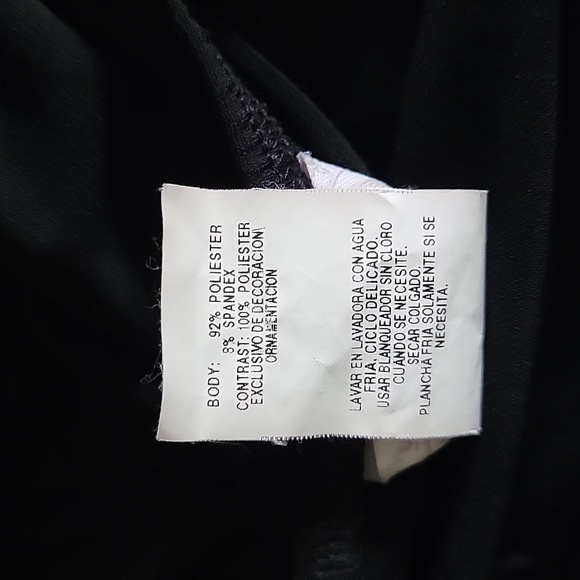 BODY: 92% POLIESTER
8% SPANDEX
CONTRAST: 100% POLIESTER
EXCLUSIVO DE DECORACION\
ORNAMENTACION
LAVAR EN LAVADORA CON AGUA
FRIA, CICLO DELICADO.
USAR BLANQUEADOR SIN CLORO
CUANDO SE NECESITE.
SECAR COLGADO.
PLANCHA FRIA SOLAMENTE SI SE
NECESITA.